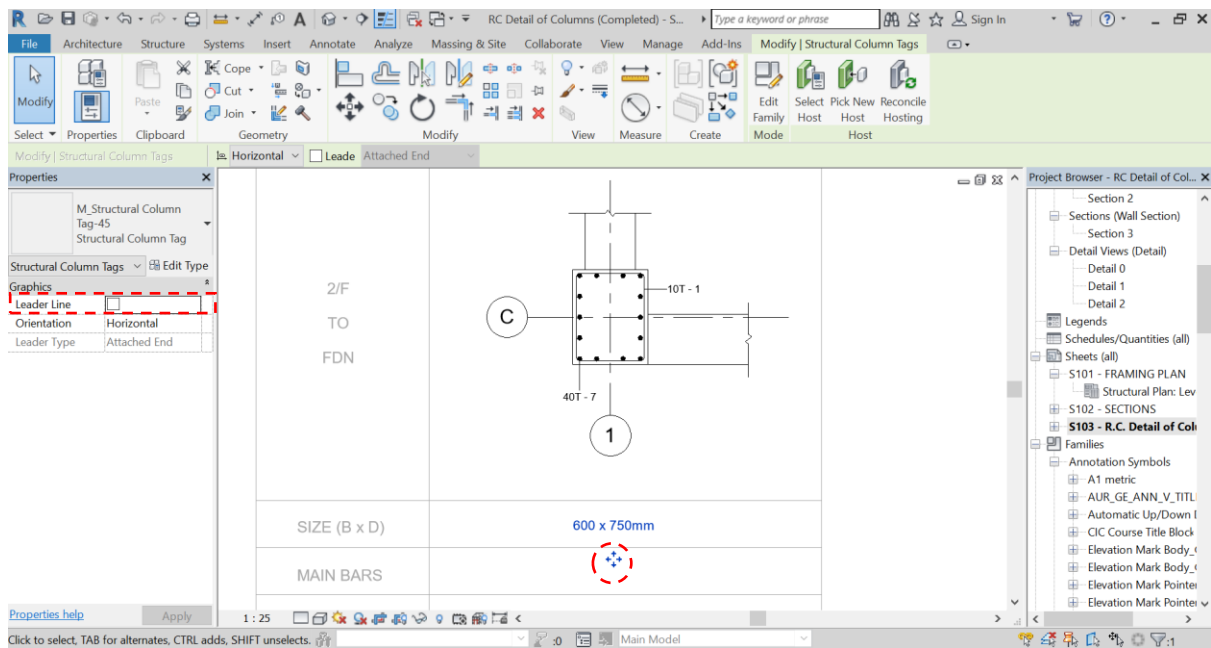 RC Detail of Columns (Completed) - S...
Type a keyword or phrase
Sign In
File Architecture Structure Systems Insert Annotate Analyze Massing & Site Collaborate View Manage Add-Ins Modify | Structural Column Tags
Modify
Paste
Cope
Cut
Join
Edit Family
Select Host
Pick New Host
Reconcile Hosting
Select Properties Clipboard Geometry Modify View Measure Create Mode Host
Modify | Structural Column Tags
Horizontal
Leade
Attached End
Properties
M_Structural Column
Tag-45
Structural Column Tag
Structural Column Tags
Edit Type
Graphics
Leader Line
Orientation Horizontal
Leader Type Attached End
Properties help
Apply
2/F
TO
FDN
C
10T - 1
40T - 7
1
SIZE (B x D)
600 x 750mm
MAIN BARS
1 : 25
Project Browser - RC Detail of Col...
Section 2
Sections (Wall Section)
Section 3
Detail Views (Detail)
Detail 0
Detail 1
Detail 2
Legends
Schedules/Quantities (all)
Sheets (all)
S101 - FRAMING PLAN
Structural Plan: Lev
S102 - SECTIONS
S103 - R.C. Detail of Col
Families
Annotation Symbols
A1 metric
AUR_GE_ANN_V_TITL
Automatic Up/Down
CIC Course Title Block
Elevation Mark Body_
Elevation Mark Body_
Elevation Mark Pointer
Elevation Mark Pointer
Click to select, TAB for alternates, CTRL adds, SHIFT unselects.
:0
Main Model
:1